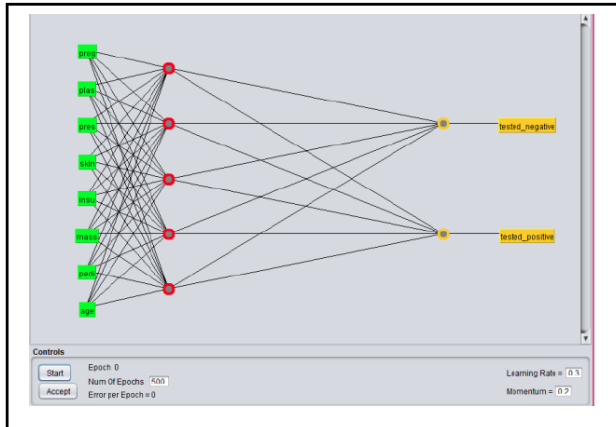 preg
plas
pres
skin
insu
mass
pedi
age
tested_negative
tested_positive
Controls
Start
Accept
Epoch 0
Num Of Epochs 500
Error per Epoch = 0
Learning Rate = 0.3
Momentum = 0.2